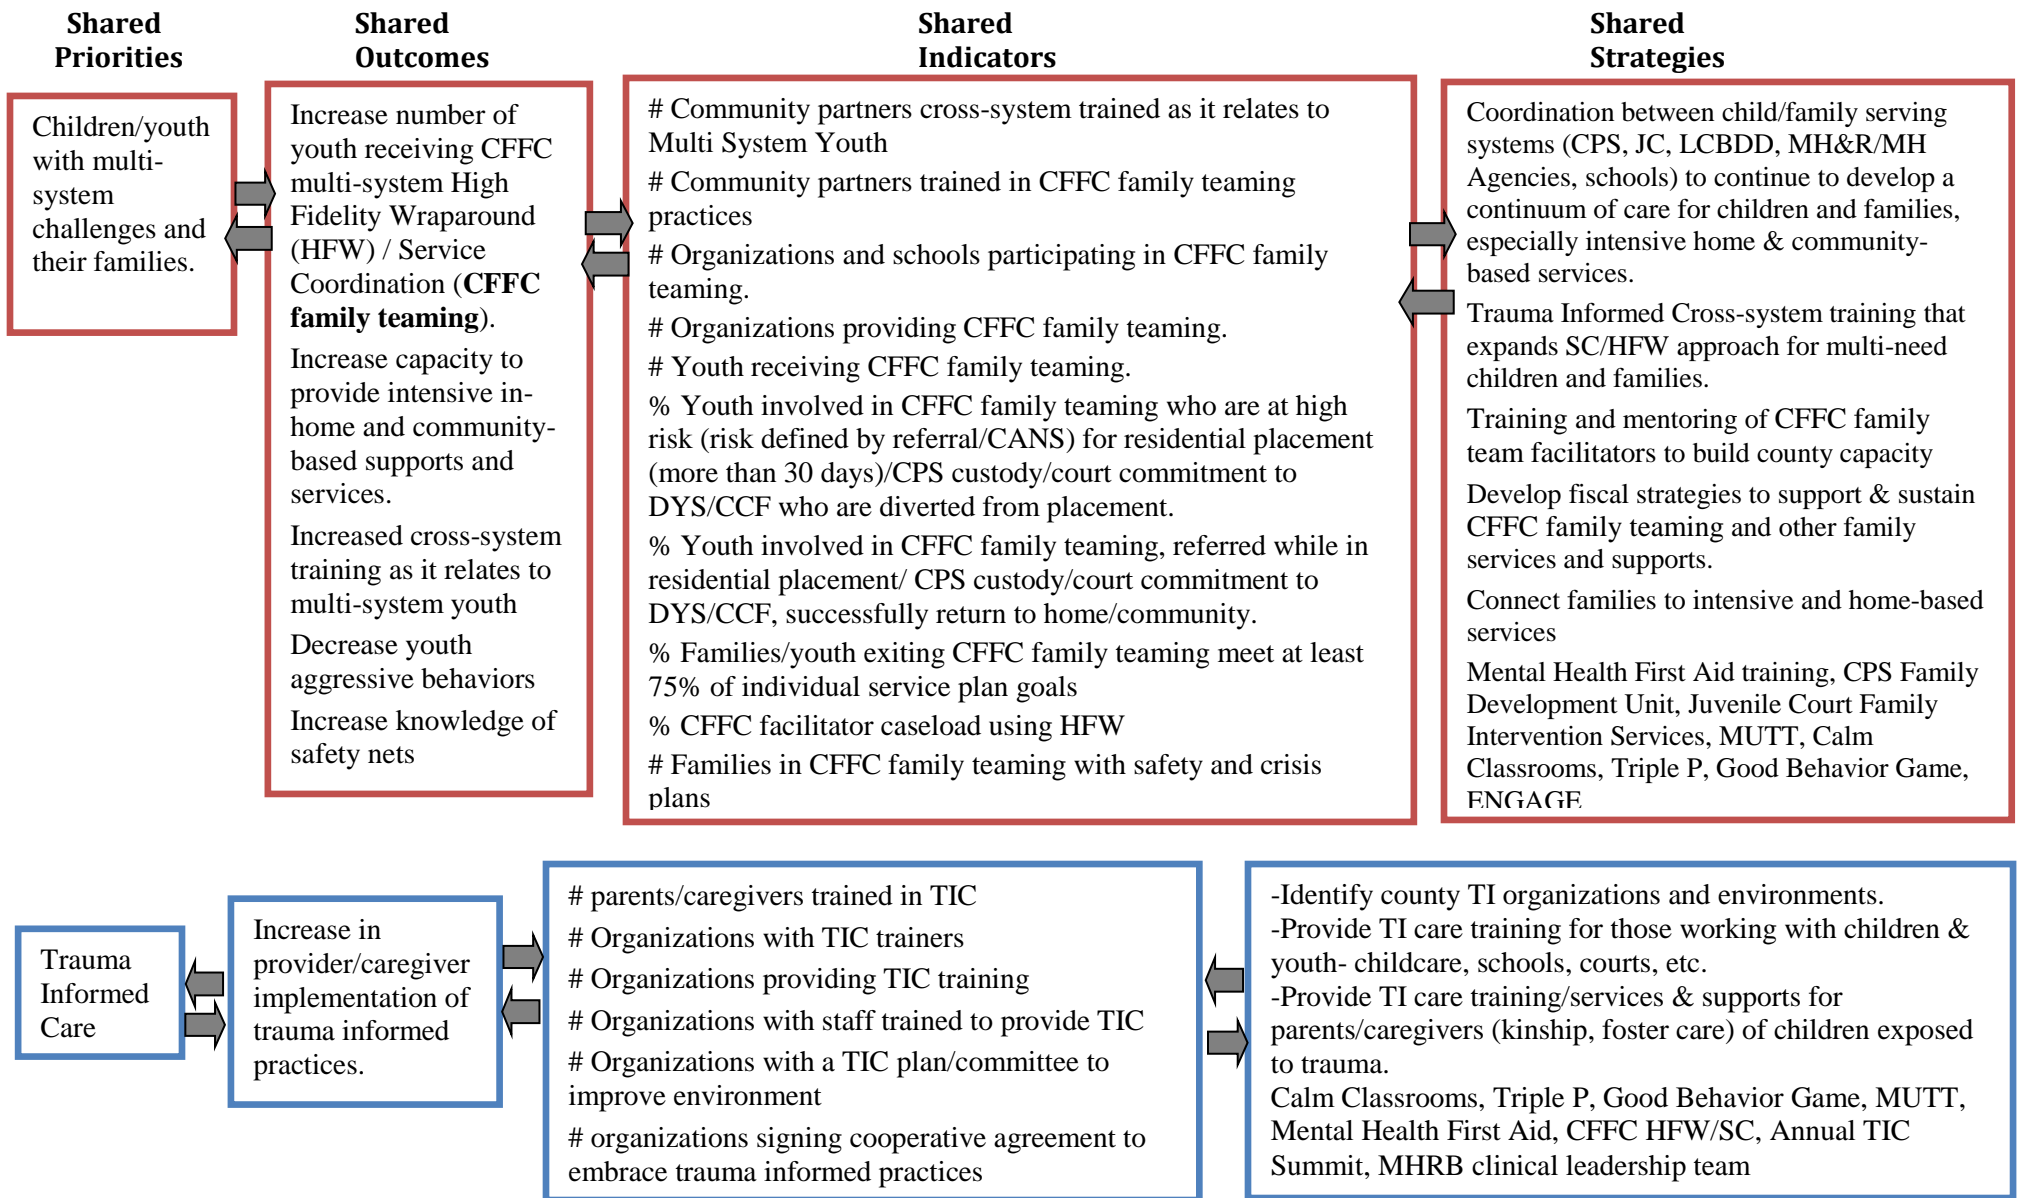 Shared
Priorities
Shared
Outcomes
Shared
Indicators
Shared
Strategies
Children/youth
with multi-
system
challenges and
their families.
Increase number of
youth receiving CFFC
multi-system High
Fidelity Wraparound
(HFW) / Service
Coordination (CFFC
family teaming).
Increase capacity to
provide intensive in-
home and community-
based supports and
services.
Increased cross-system
training as it relates to
multi-system youth
Decrease youth
aggressive behaviors
Increase knowledge of
safety nets
# Community partners cross-system trained as it relates to
Multi System Youth
# Community partners trained in CFFC family teaming
practices
# Organizations and schools participating in CFFC family
teaming.
# Organizations providing CFFC family teaming.
# Youth receiving CFFC family teaming.
% Youth involved in CFFC family teaming who are at high
risk (risk defined by referral/CANS) for residential placement
(more than 30 days)/CPS custody/court commitment to
DYS/CCF who are diverted from placement.
% Youth involved in CFFC family teaming, referred while in
residential placement/ CPS custody/court commitment to
DYS/CCF, successfully return to home/community.
% Families/youth exiting CFFC family teaming meet at least
75% of individual service plan goals
% CFFC facilitator caseload using HFW
# Families in CFFC family teaming with safety and crisis
plans
Coordination between child/family serving
systems (CPS, JC, LCBDD, MH&R/MH
Agencies, schools) to continue to develop a
continuum of care for children and families,
especially intensive home & community-
based services.
Trauma Informed Cross-system training that
expands SC/HFW approach for multi-need
children and families.
Training and mentoring of CFFC family
team facilitators to build county capacity
Develop fiscal strategies to support & sustain
CFFC family teaming and other family
services and supports.
Connect families to intensive and home-based
services
Mental Health First Aid training, CPS Family
Development Unit, Juvenile Court Family
Intervention Services, MUTT, Calm
Classrooms, Triple P, Good Behavior Game,
ENGAGE
Trauma
Informed
Care
Increase in
provider/caregiver
implementation of
trauma informed
practices.
# parents/caregivers trained in TIC
# Organizations with TIC trainers
# Organizations providing TIC training
# Organizations with staff trained to provide TIC
# Organizations with a TIC plan/committee to
improve environment
# organizations signing cooperative agreement to
embrace trauma informed practices
-Identify county TI organizations and environments.
-Provide TI care training for those working with children &
youth- childcare, schools, courts, etc.
-Provide TI care training/services & supports for
parents/caregivers (kinship, foster care) of children exposed
to trauma.
Calm Classrooms, Triple P, Good Behavior Game, MUTT,
Mental Health First Aid, CFFC HFW/SC, Annual TIC
Summit, MHRB clinical leadership team